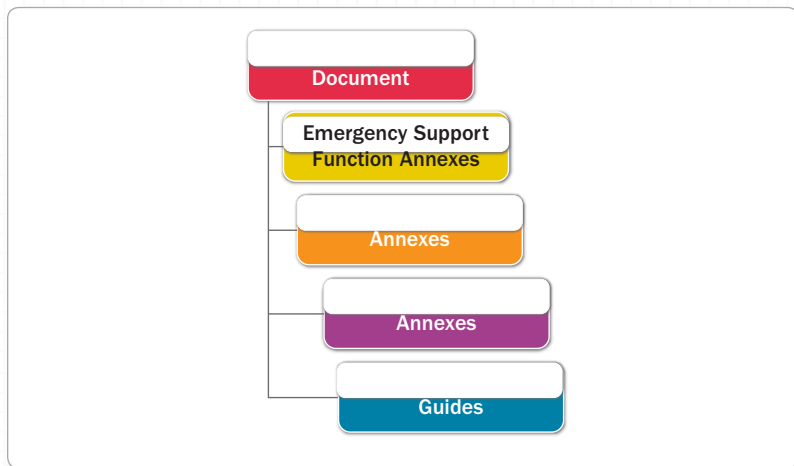 Document
Emergency Support
Function Annexes
Annexes
Annexes
Guides